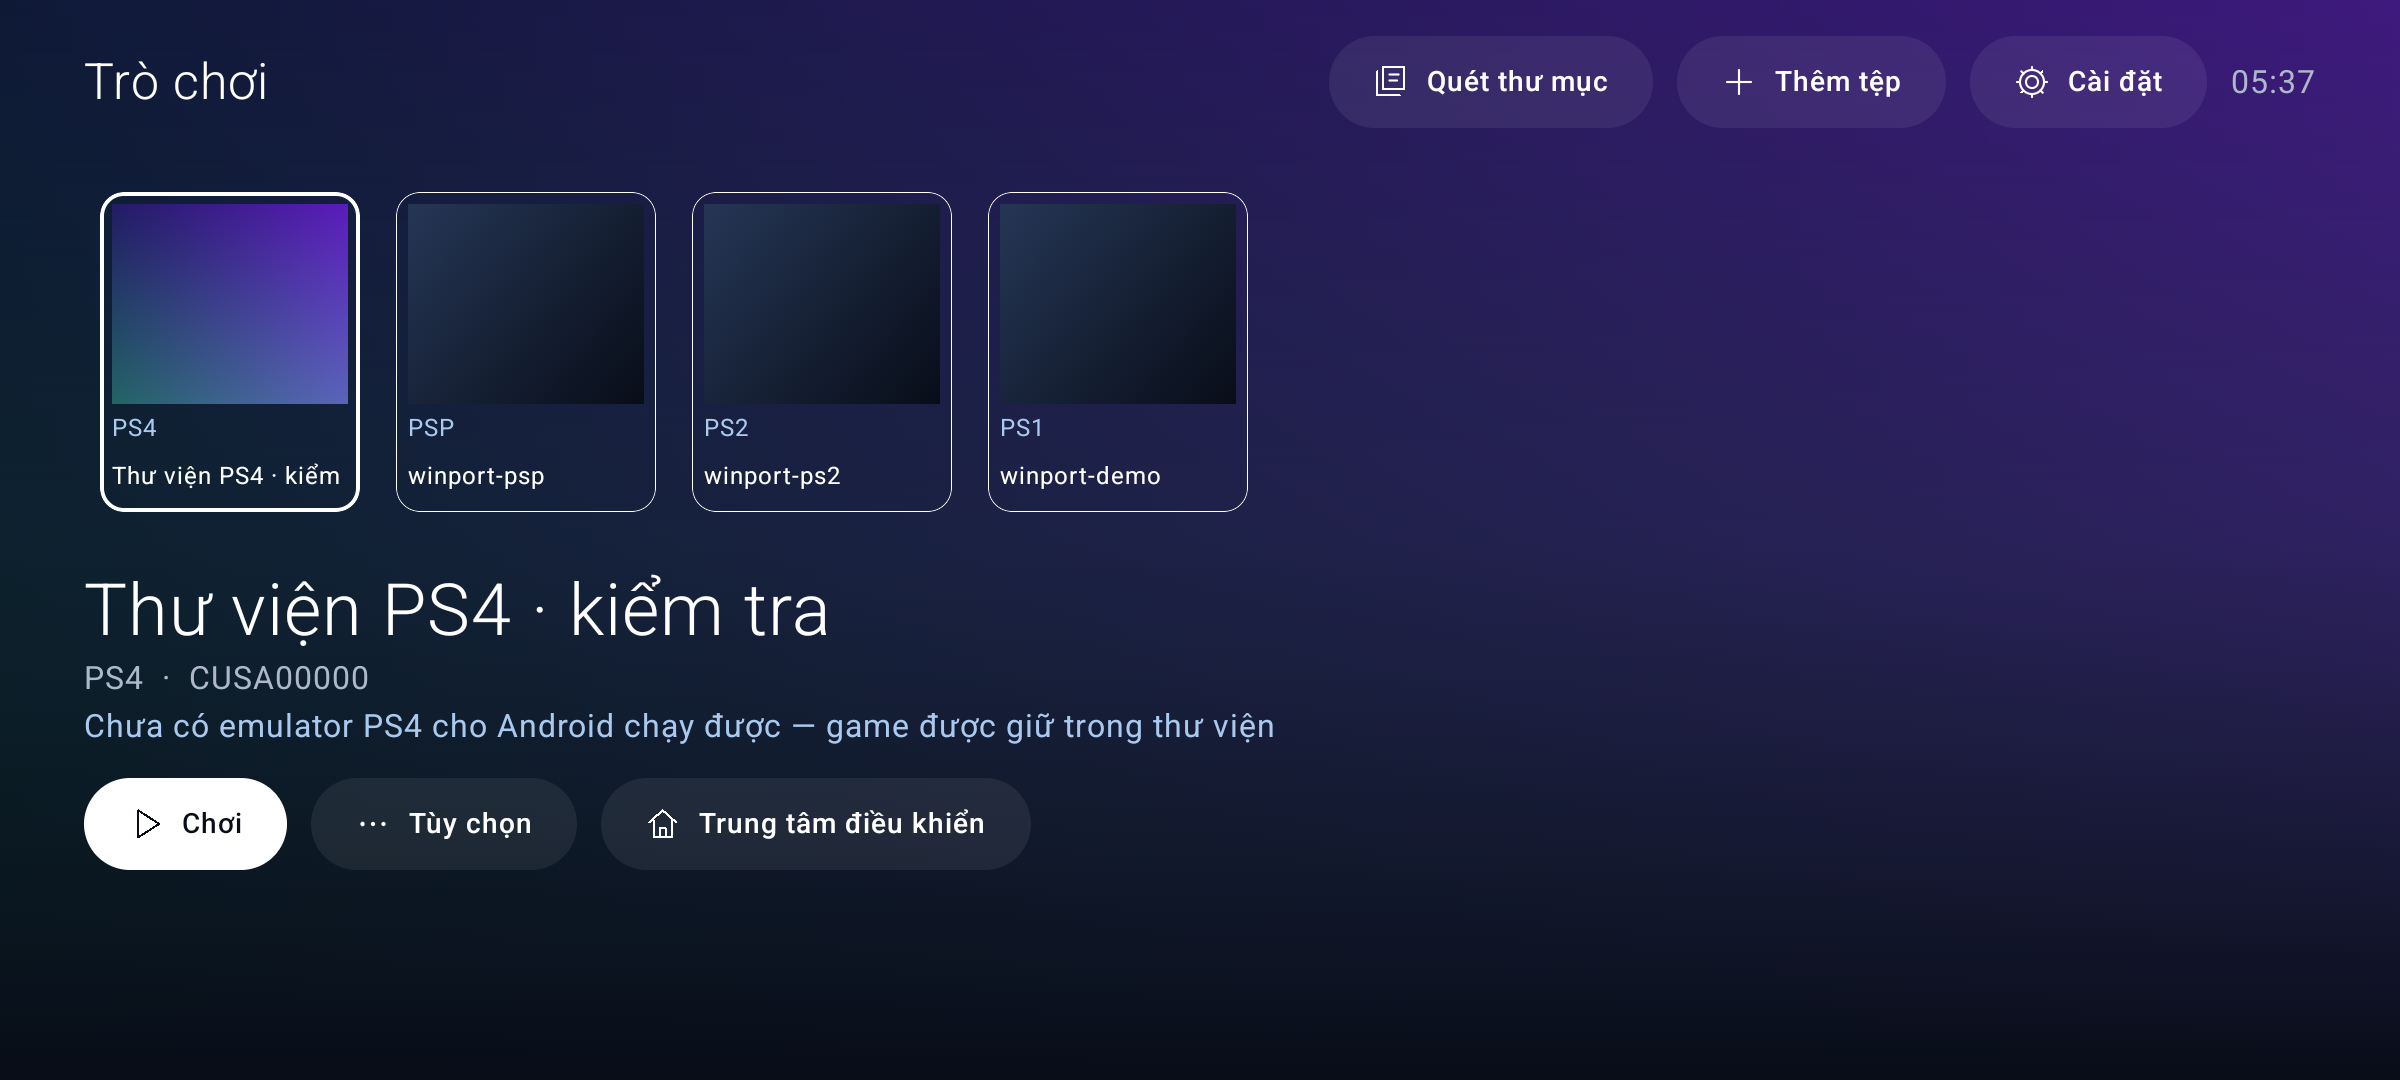 Trò chơi
Quét thư mục
Thêm tệp
Cài đặt
05:37
PS4
Thư viện PS4 · kiểm
PSP
winport-psp
PS2
winport-ps2
PS1
winport-demo
Thư viện PS4 · kiểm tra
PS4 · CUSA00000
Chưa có emulator PS4 cho Android chạy được — game được giữ trong thư viện
Chơi
Tùy chọn
Trung tâm điều khiển